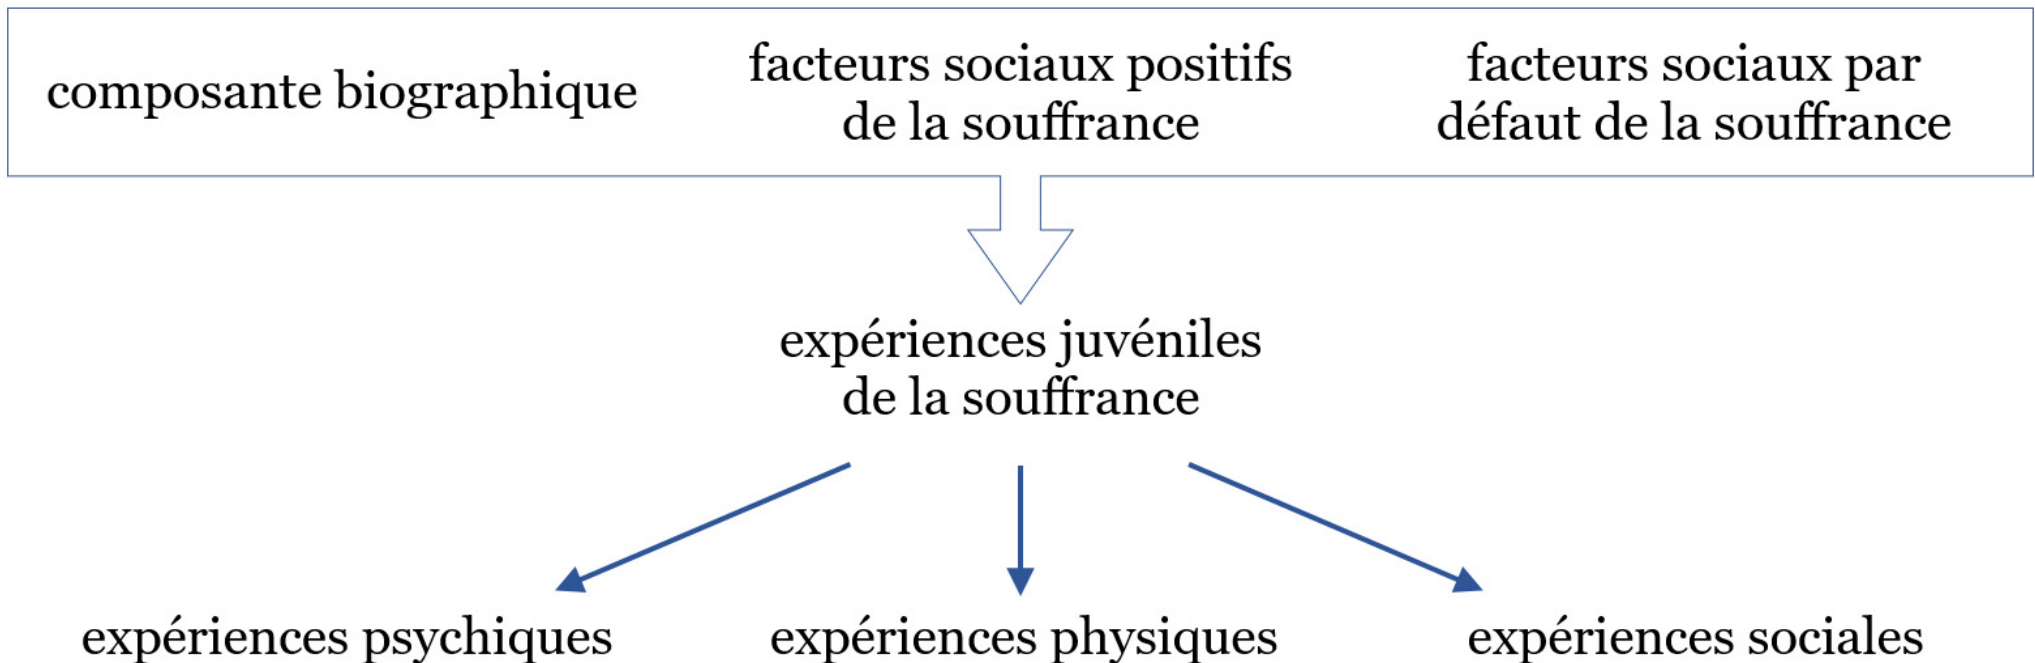 composante biographique
facteurs sociaux positifs
de la souffrance
facteurs sociaux par
défaut de la souffrance
expériences juvéniles
de la souffrance
expériences psychiques
expériences physiques
expériences sociales